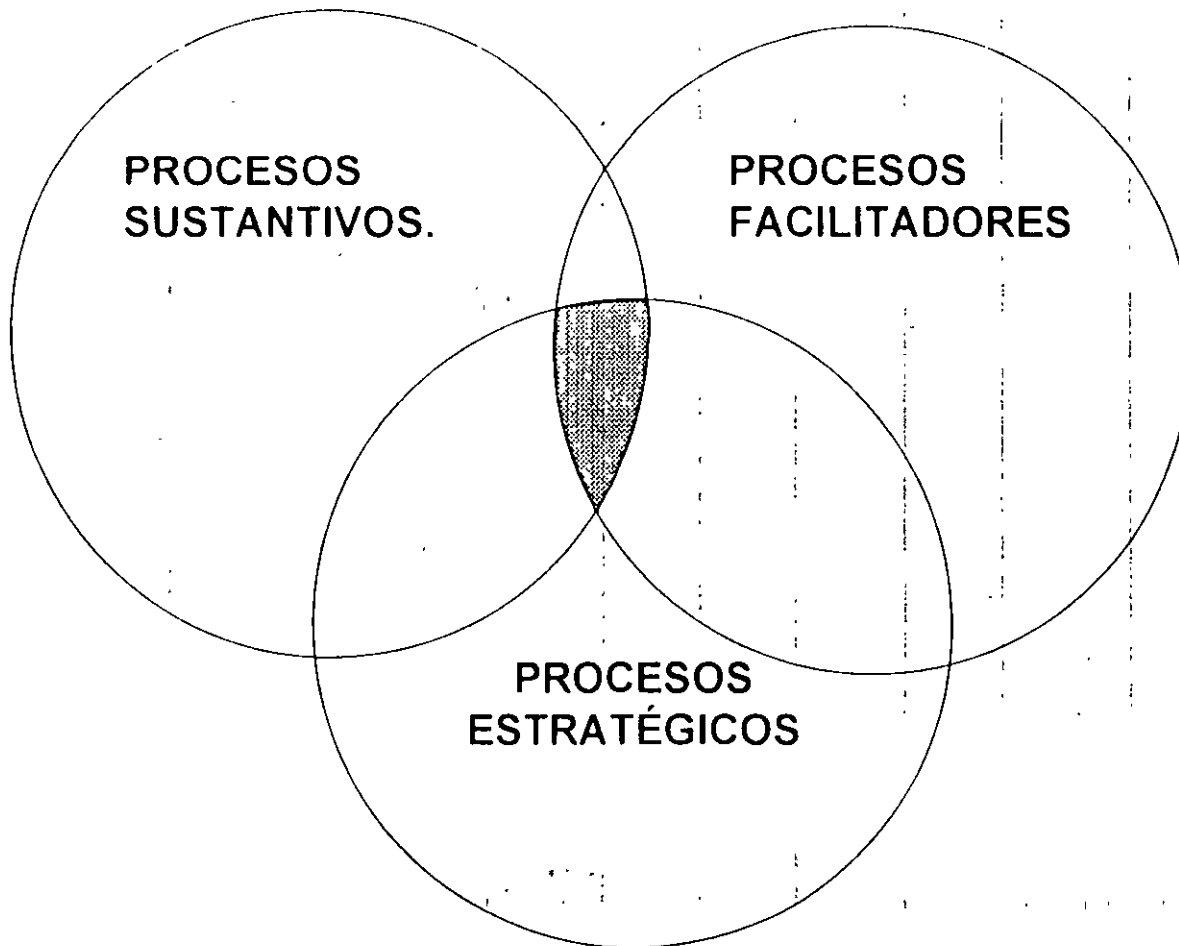 PROCESOS
SUSTANTIVOS.
PROCESOS
FACILITADORES
PROCESOS
ESTRATÉGICOS